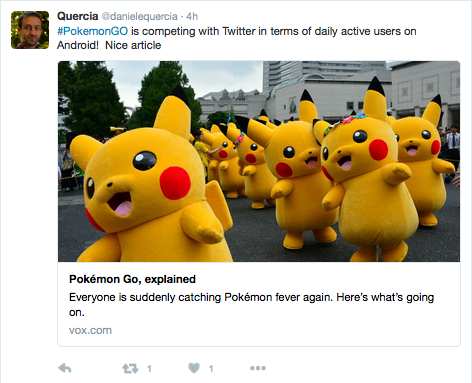 Quercia @danielequercia · 4h
#PokemonGO is competing with Twitter in terms of daily active users on
Android!  Nice article
Pokémon Go, explained
Everyone is suddenly catching Pokémon fever again. Here's what's going
on.
vox.com
1 1